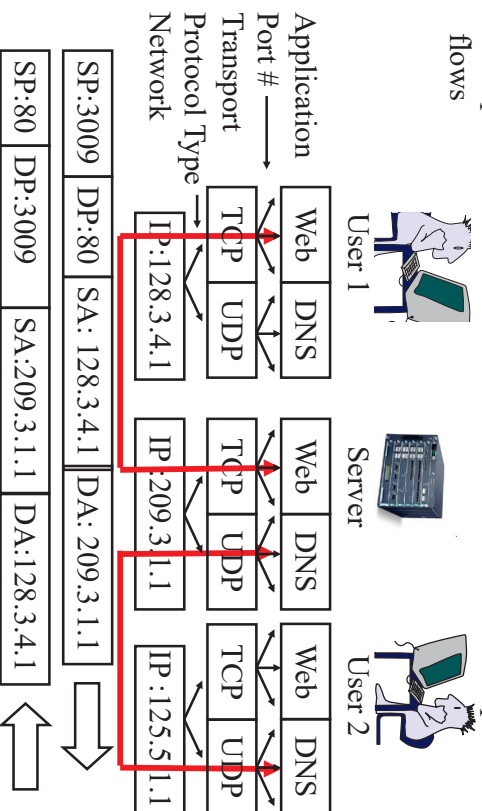 flows
User 1
Server
User 2
Application
Web DNS
Web DNS
Web DNS
Port #
Transport
TCP UDP
TCP UDP
TCP UDP
Protocol Type
Network
IP:128.3.4.1
IP:209.3.1.1
IP:125.5.1.1
SP:3009 DP:80 SA: 128.3.4.1 DA: 209.3.1.1
SP:80 DP:3009 SA:209.3.1.1 DA:128.3.4.1